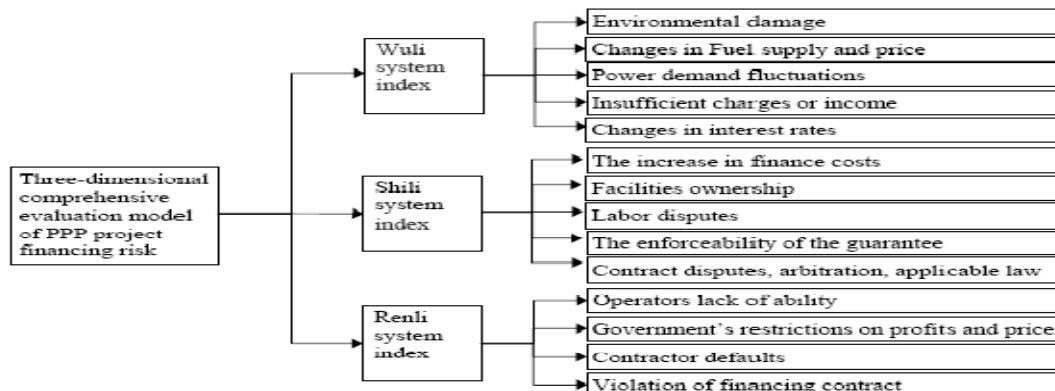 Three-dimensional
comprehensive
evaluation model
of PPP project
financing risk
Wuli
system
index
Environmental damage
Changes in Fuel supply and price
Power demand fluctuations
Insufficient charges or income
Changes in interest rates
Shili
system
index
The increase in finance costs
Facilities ownership
Labor disputes
The enforceability of the guarantee
Contract disputes, arbitration, applicable law
Renli
system
index
Operators lack of ability
Government's restrictions on profits and price
Contractor defaults
Violation of financing contract